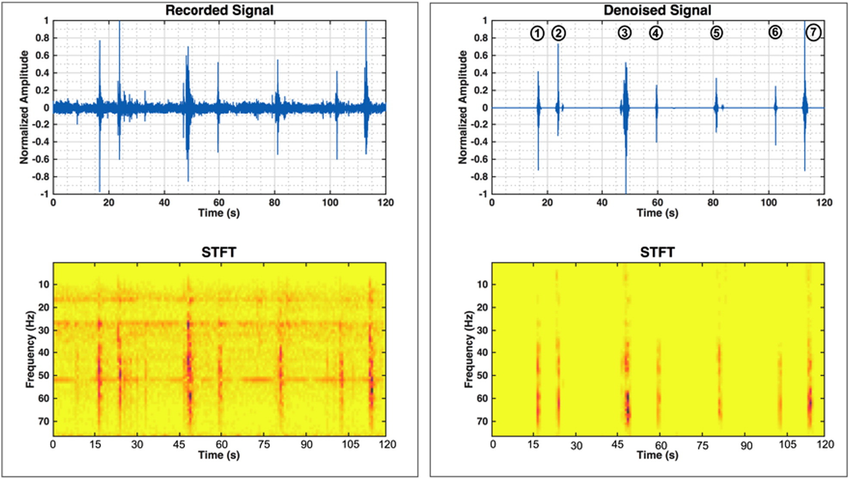 Recorded Signal
Normalized Amplitude
1
0.8
0.6
0.4
0.2
0
-0.2
-0.4
-0.6
-0.8
-1
0 20 40 60 80 100 120
Time (s)
STFT
Frequency (Hz)
10
20
30
40
50
60
70
0 15 30 45 60 75 90 105 120
Time (s)
Denoised Signal
Normalized Amplitude
1
0.8
0.6
0.4
0.2
0
-0.2
-0.4
-0.6
-0.8
-1
1 2 3 4 5 6 7
0 20 40 60 80 100 120
Time (s)
STFT
Frequency (Hz)
10
20
30
40
50
60
70
0 15 30 45 60 75 90 105 120
Time (s)